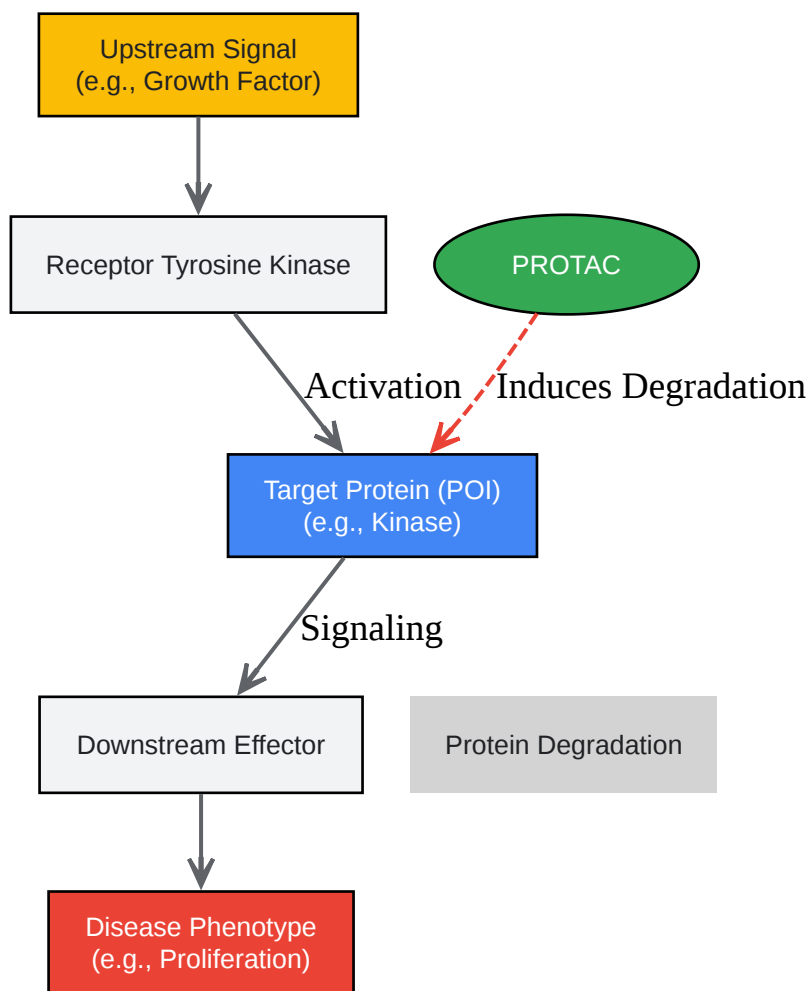 Upstream Signal
(e.g., Growth Factor)
Receptor Tyrosine Kinase
PROTAC
Activation
Induces Degradation
Target Protein (POI)
(e.g., Kinase)
Signaling
Downstream Effector
Protein Degradation
Disease Phenotype
(e.g., Proliferation)